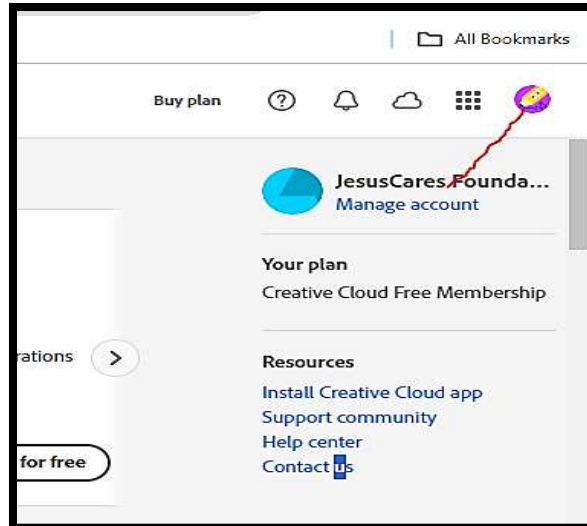 All Bookmarks
Buy plan
JesusCares Founda...
Manage account
Your plan
Creative Cloud Free Membership
rations
Resources
Install Creative Cloud app
Support community
Help center
Contact us
for free